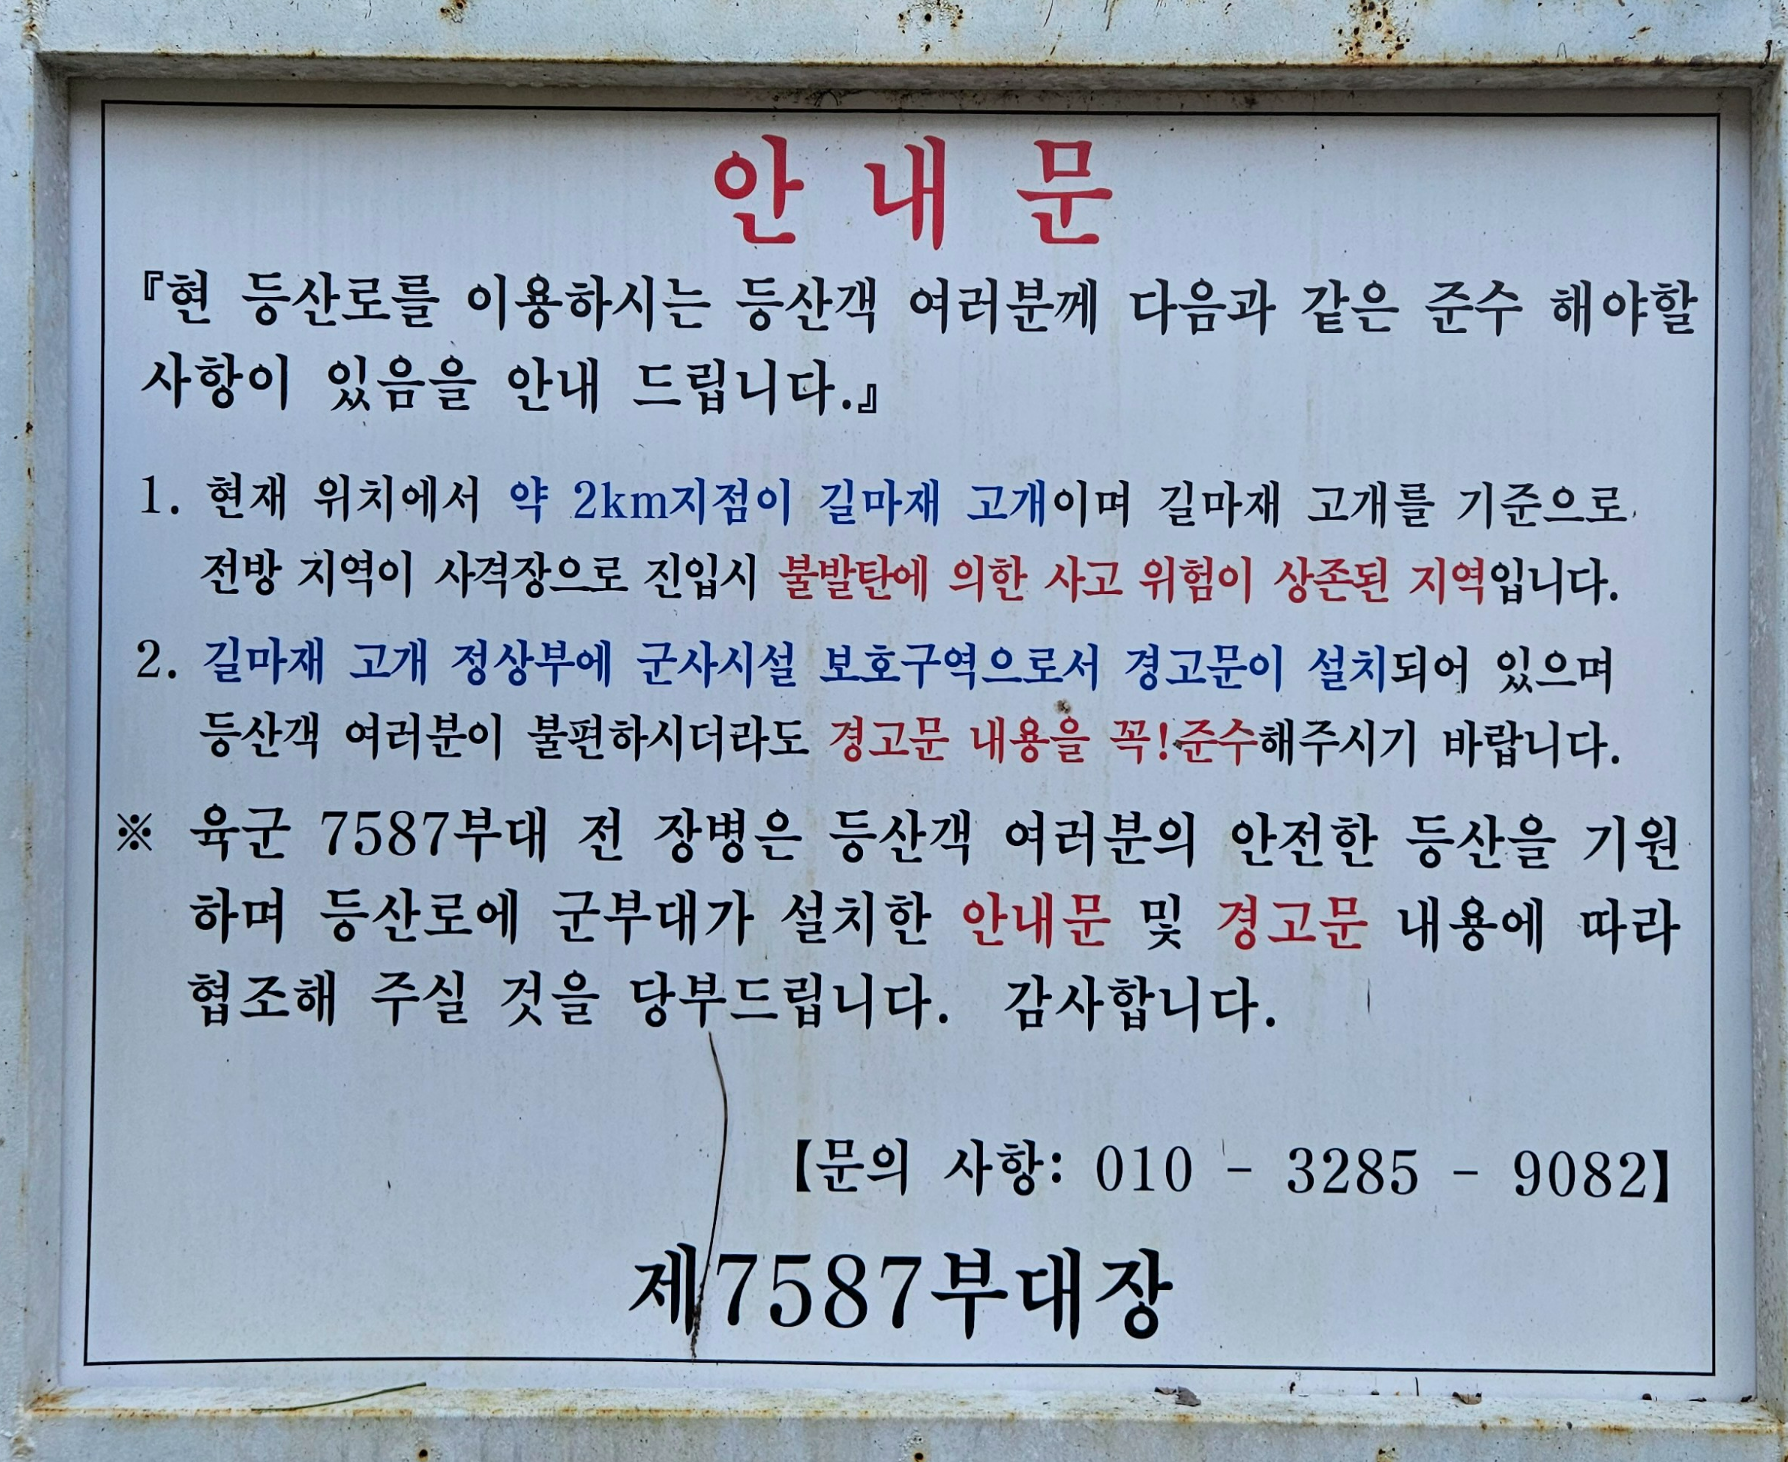 안내문
『현 등산로를 이용하시는 등산객 여러분께 다음과 같은 준수 해야할
사항이 있음을 안내 드립니다.』
1. 현재 위치에서 약 2km지점이 길마재 고개이며 길마재 고개를 기준으로
전방 지역이 사격장으로 진입시 불발탄에 의한 사고 위험이 상존된 지역입니다.
2. 길마재 고개 정상부에 군사시설 보호구역으로서 경고문이 설치되어 있으며
등산객 여러분이 불편하시더라도 경고문 내용을 꼭!준수해주시기 바랍니다.
※ 육군 7587부대 전 장병은 등산객 여러분의 안전한 등산을 기원
하며 등산로에 군부대가 설치한 안내문 및 경고문 내용에 따라
협조해 주실 것을 당부드립니다. 감사합니다.
【문의 사항: 010 - 3285 - 9082】
제7587부대장